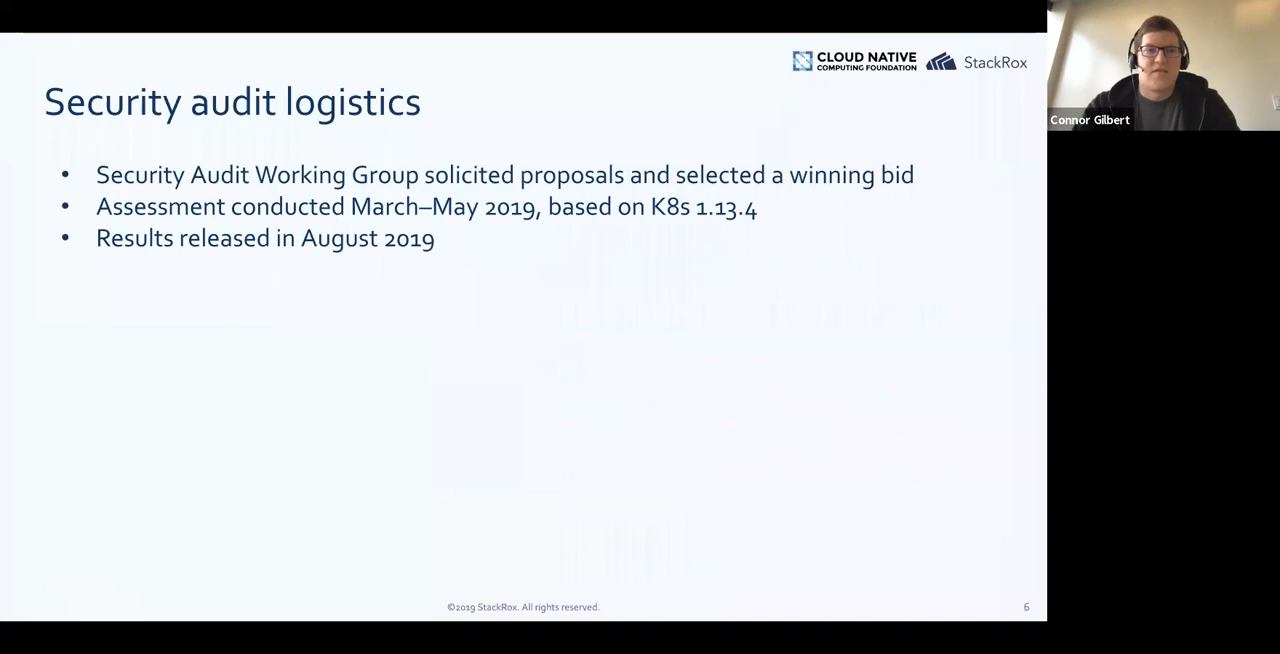 CLOUD NATIVE
COMPUTING FOUNDATION
StackRox
Connor Gilbert
Security audit logistics
• Security Audit Working Group solicited proposals and selected a winning bid
• Assessment conducted March–May 2019, based on K8s 1.13.4
• Results released in August 2019
©2019 StackRox. All rights reserved.
6